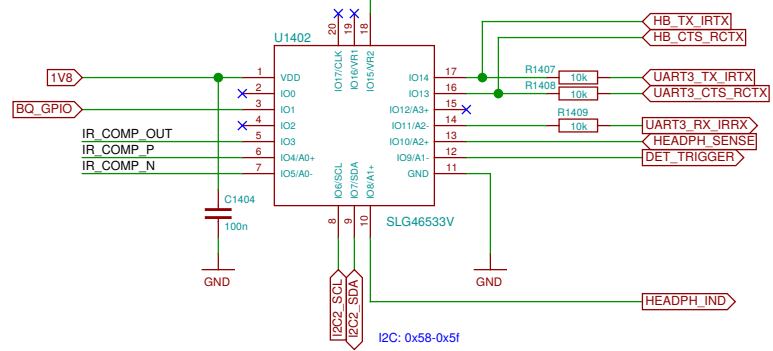 HB_TX_IRTX
HB_CTS_RCTX
U1402
20
19
18
IO17/CLK
IO16/VR1
IO15/VR2
1V8
1
VDD
IO14
17
R1407
10k
UART3_TX_IRTX
2
IO0
IO13
16
R1408
10k
UART3_CTS_RCTX
BQ_GPIO
3
IO1
IO12/A3+
15
R1409
4
IO2
IO11/A2-
14
10k
UART3_RX_IRRX
IR_COMP_OUT
5
IO3
IO10/A2+
13
HEADPH_SENSE
IR_COMP_P
6
IO4/A0+
IO9/A1-
12
DET_TRIGGER
IR_COMP_N
7
IO5/A0-
GND
11
IO6/SCL
IO7/SDA
IO8/A1+
C1404
100n
8
9
10
SLG46533V
GND
GND
I2C2_SCL
I2C2_SDA
HEADPH_IND
I2C: 0x58-0x5f